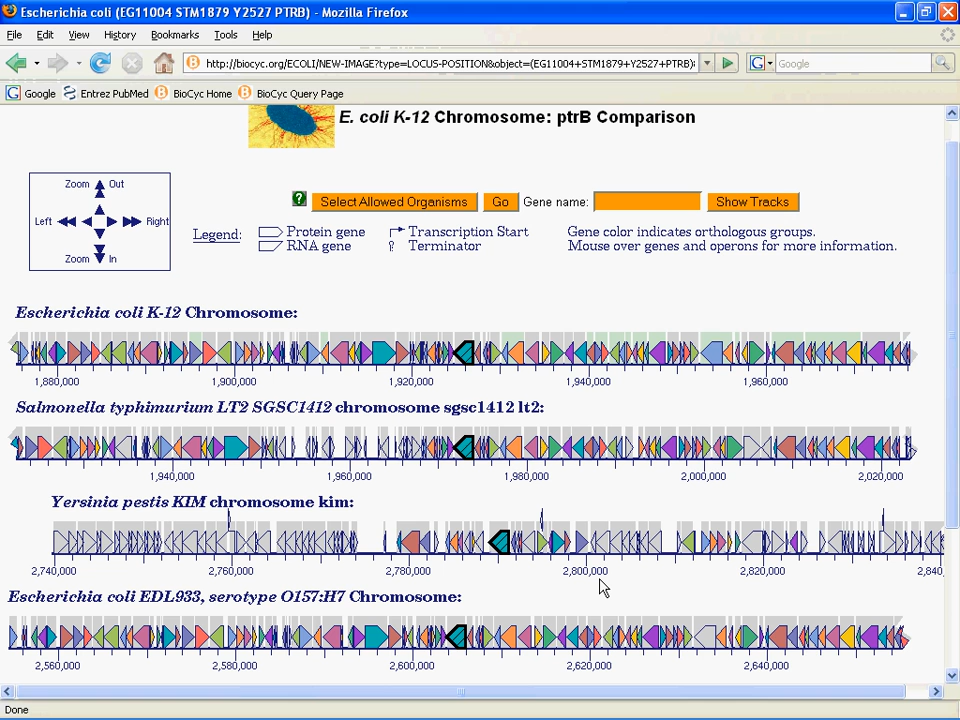 Escherichia coli (EG11004 STM1879 Y2527 PTRB) - Mozilla Firefox
File Edit View History Bookmarks Tools Help
http://biocyc.org/ECOLI/NEW-IMAGE?type=LOCUS-POSITION&object=(EG11004+STM1879+Y2527+PTRB): G Google
G Google Entrez PubMed BioCyc Home BioCyc Query Page
E. coli K-12 Chromosome: ptrB Comparison
Zoom Out
Left Right
Zoom In
? Select Allowed Organisms Go Gene name: Show Tracks
Legend: Protein gene Transcription Start Gene color indicates orthologous groups.
RNA gene Terminator Mouse over genes and operons for more information.
Escherichia coli K-12 Chromosome:
1,880,000 1,900,000 1,920,000 1,940,000 1,960,000
Salmonella typhimurium LT2 SGSC1412 chromosome sgsc1412 lt2:
1,940,000 1,960,000 1,980,000 2,000,000 2,020,000
Yersinia pestis KIM chromosome kim:
2,740,000 2,760,000 2,780,000 2,800,000 2,820,000 2,840,
Escherichia coli EDL933, serotype O157:H7 Chromosome:
2,560,000 2,580,000 2,600,000 2,620,000 2,640,000
Done